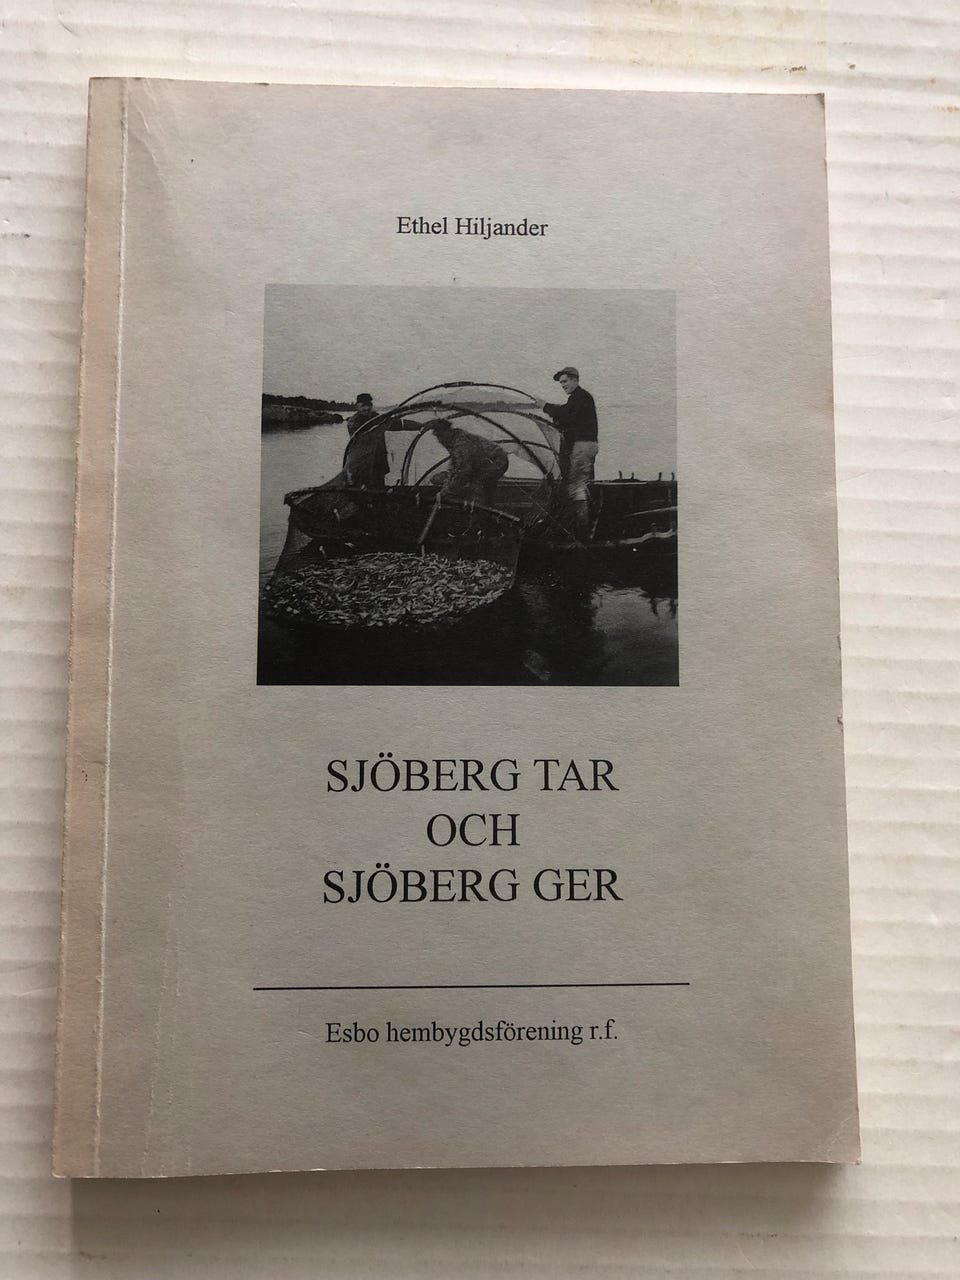 Ethel Hiljander
SJÖBERG TAR
OCH
SJÖBERG GER
Esbo hembygdsförening r.f.